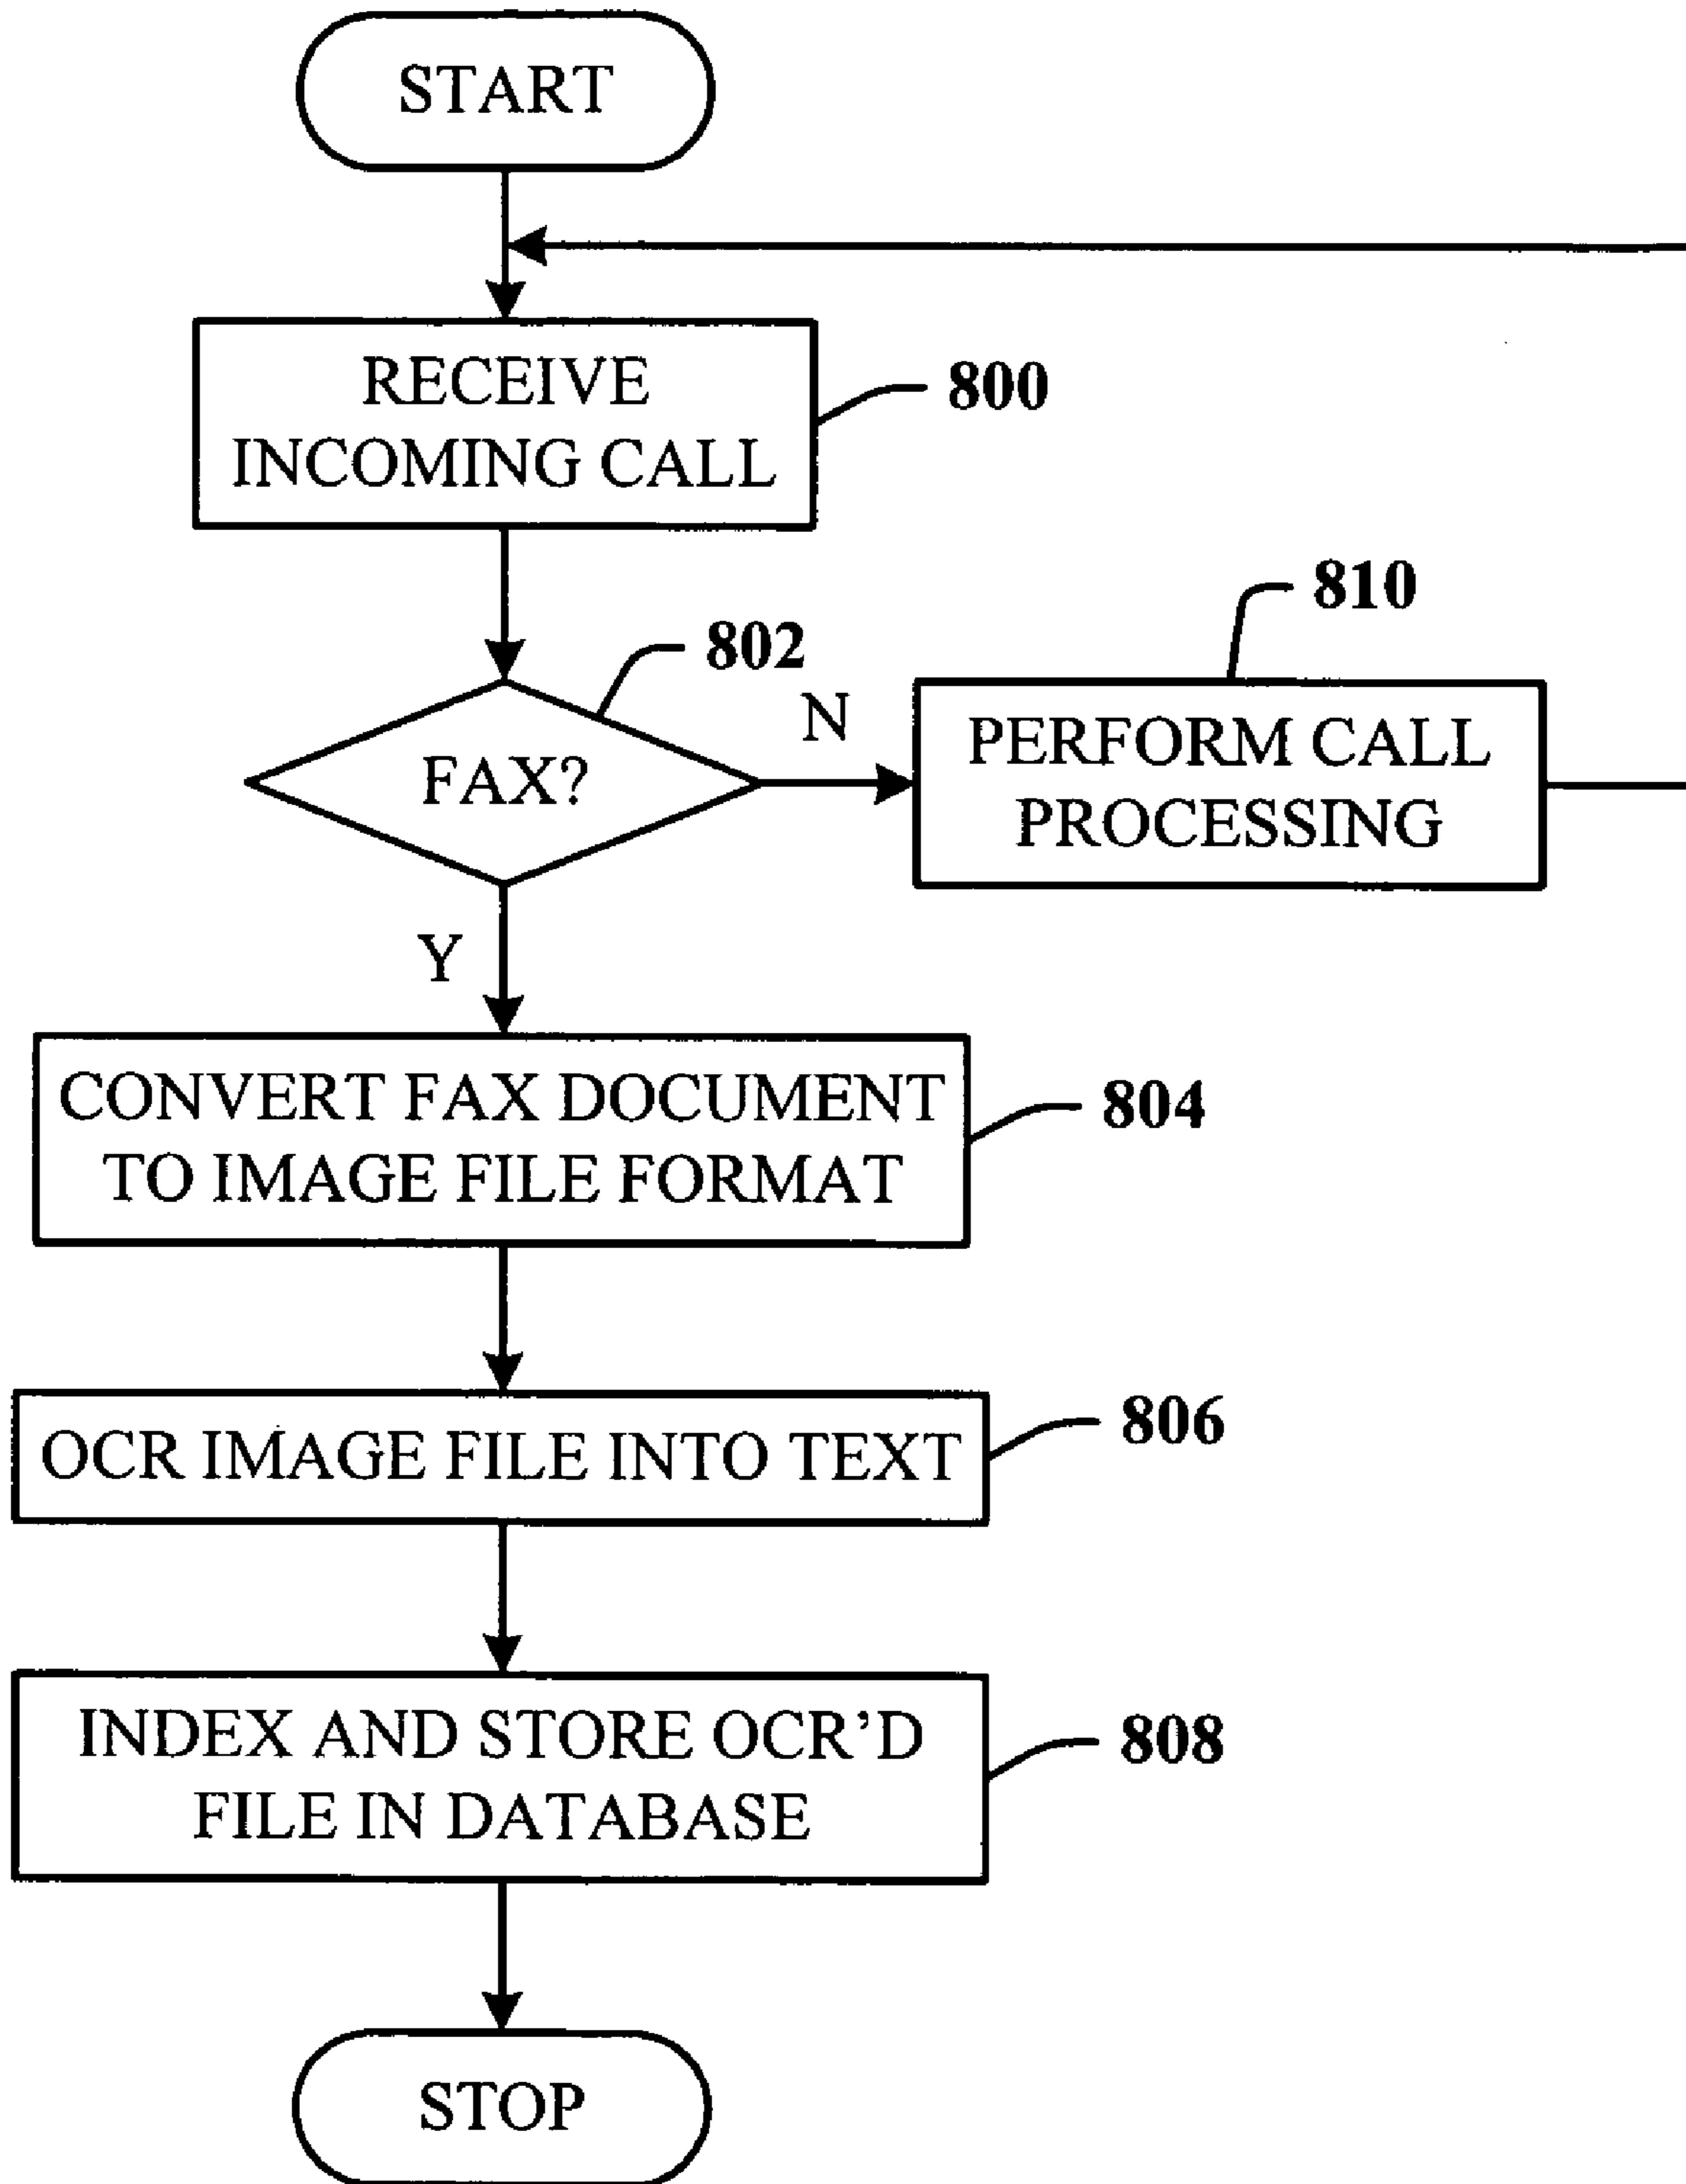 START
RECEIVE
INCOMING CALL
800
802
FAX?
N
810
PERFORM CALL
PROCESSING
Y
CONVERT FAX DOCUMENT
TO IMAGE FILE FORMAT
804
OCR IMAGE FILE INTO TEXT
806
INDEX AND STORE OCR’D
FILE IN DATABASE
808
STOP